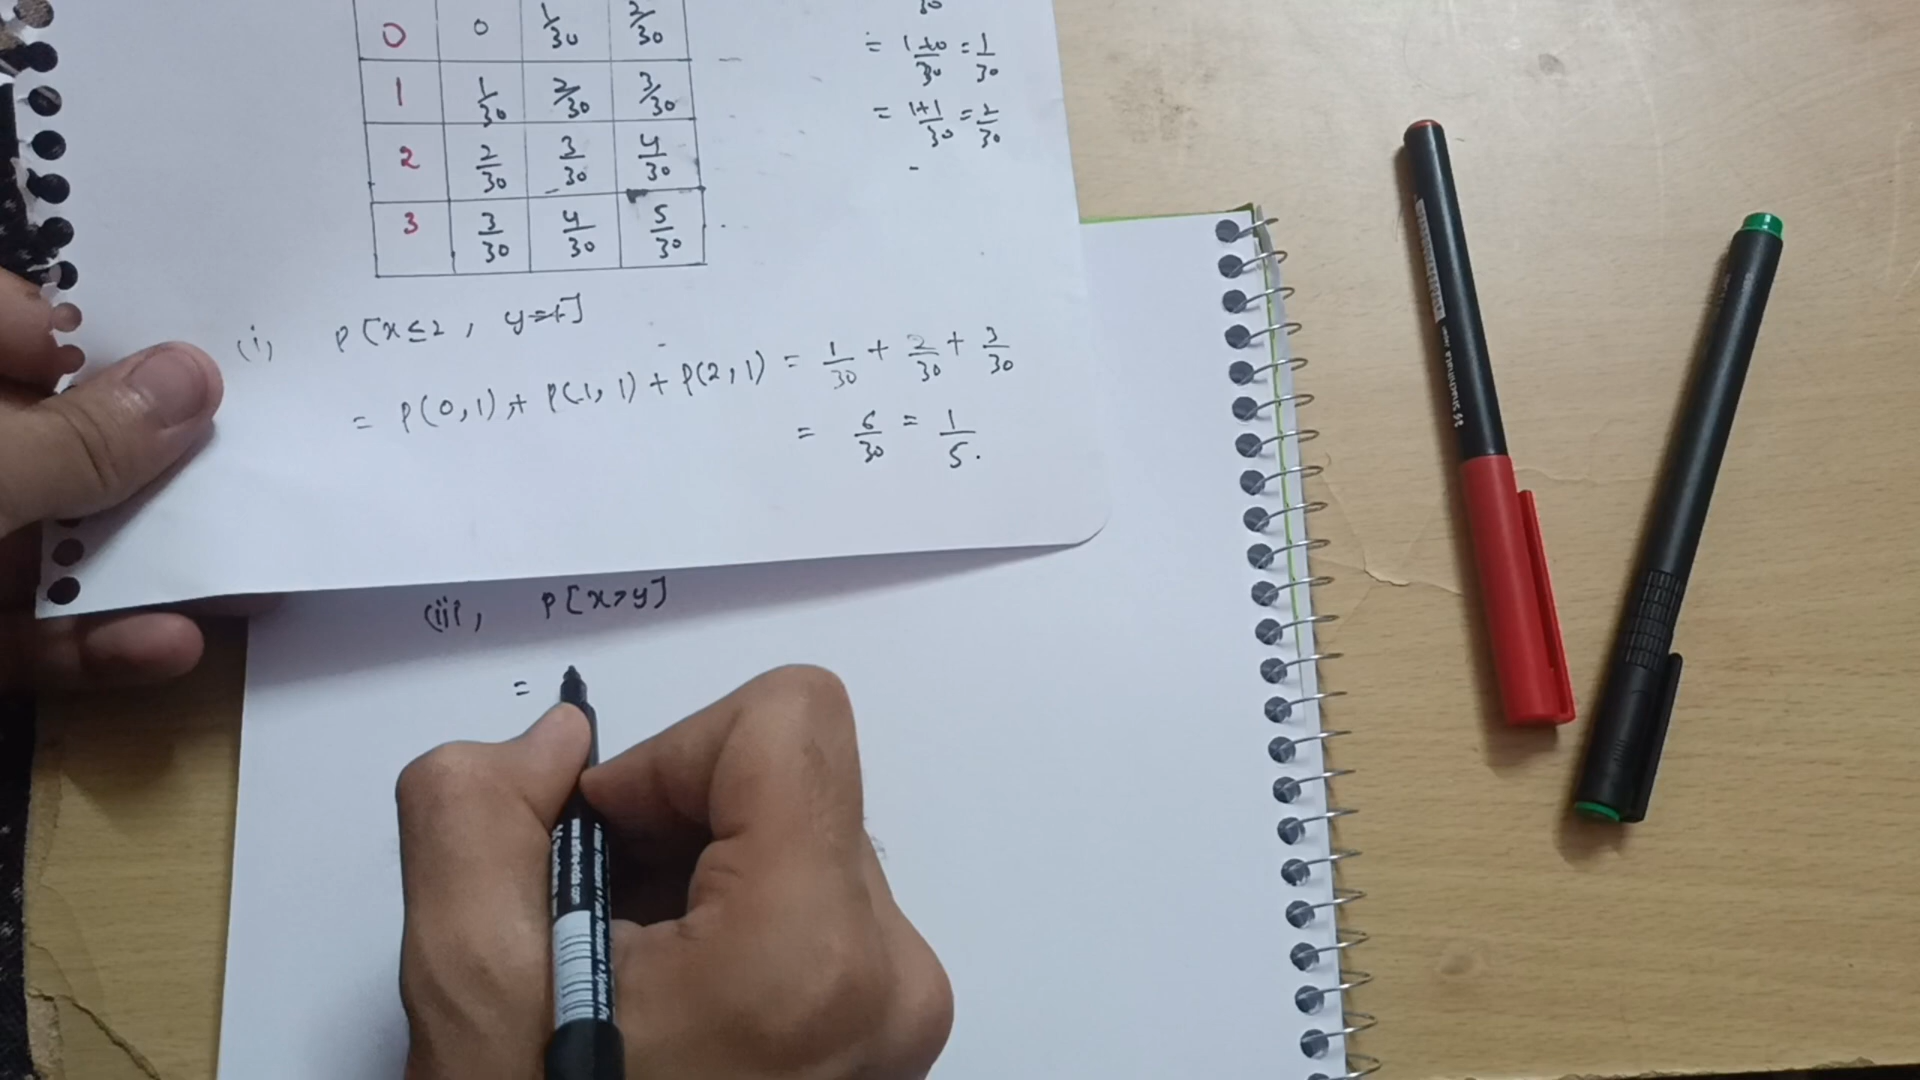 0 0 1/30 2/30
1 1/30 2/30 3/30
2 2/30 3/30 4/30
3 3/30 4/30 5/30
30
= 1+0/30 = 1/30
= 1+1/30 = 2/30
(i) P[x≤2, y=1]
= P(0,1) + P(1,1) + P(2,1) = 1/30 + 2/30 + 3/30
= 6/30 = 1/5.
(iii, P[x>y]
=